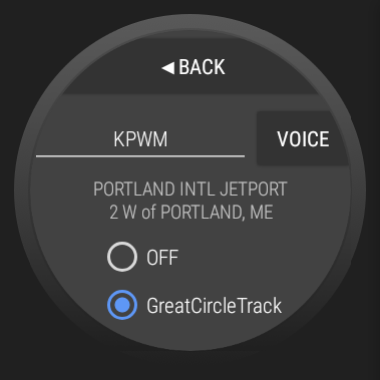 ◀ BACK
KPWM VOICE
PORTLAND INTL JETPORT
2 W of PORTLAND, ME
OFF
GreatCircleTrack